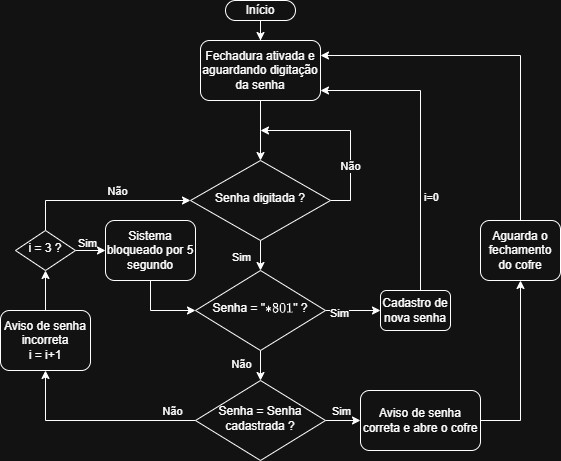 Início
Fechadura ativada e
aguardando digitação
da senha
Não
Senha digitada ?
Não
i=0
i = 3 ?
Sim
Sistema
bloqueado por 5
segundo
Sim
Aguarda o
fechamento
do cofre
Senha = "*801" ?
Sim
Cadastro de
nova senha
Aviso de senha
incorreta
i = i+1
Não
Não
Senha = Senha
cadastrada ?
Sim
Aviso de senha
correta e abre o cofre